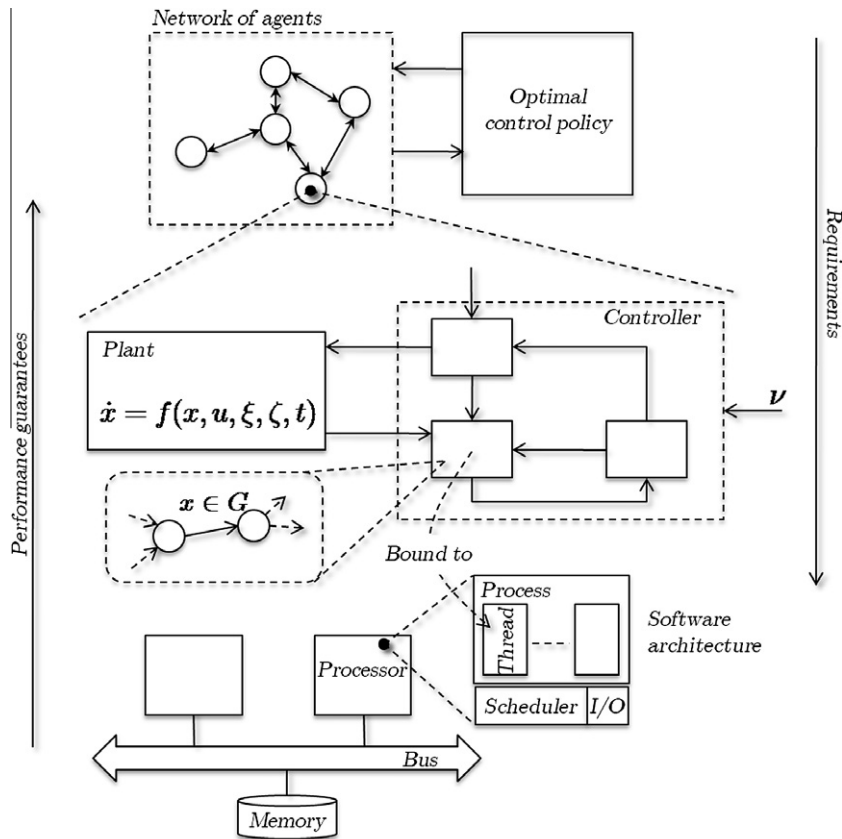 Network of agents
Optimal
control policy
Performance guarantees
Requirements
Controller
Plant
ẋ = f(x, u, ξ, ζ, t)
ν
x ∈ G
Bound to
Process
Thread
Software
architecture
Processor
Scheduler
I/O
Bus
Memory